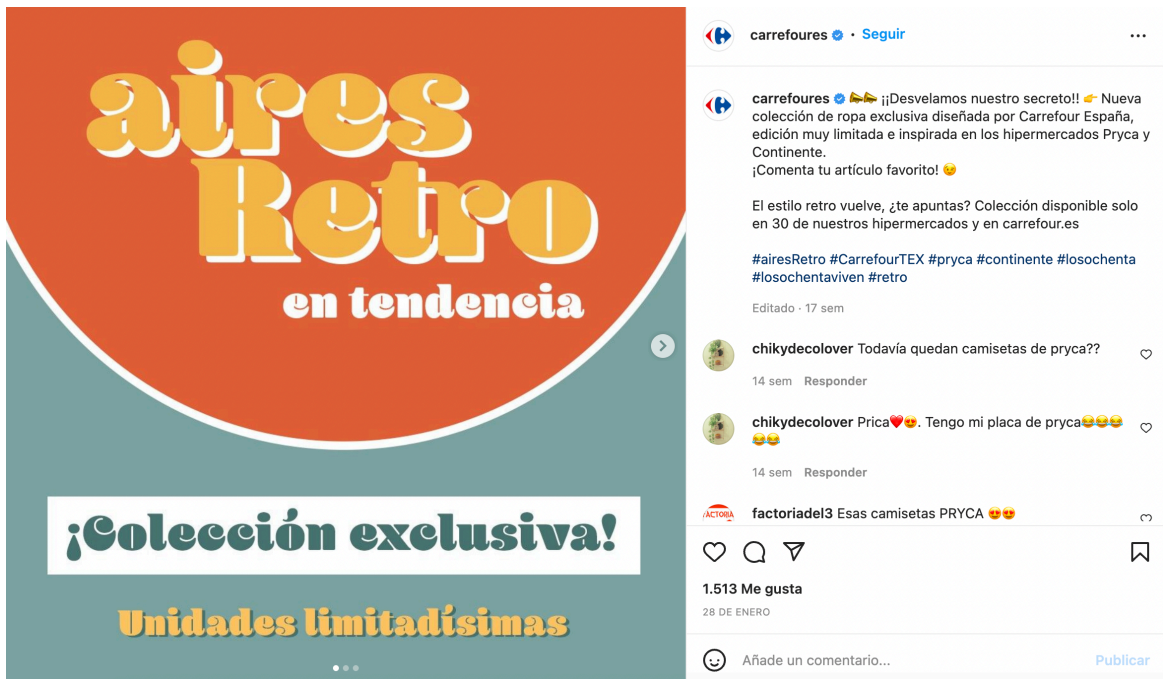 aires
Retro
en tendencia
¡Colección exclusiva!
Unidades limitadísimas
carrefoures • Seguir
carrefoures ¡¡Desvelamos nuestro secreto!! 👉 Nueva
colección de ropa exclusiva diseñada por Carrefour España,
edición muy limitada e inspirada en los hipermercados Pryca y
Continente.
¡Comenta tu artículo favorito! 😉
El estilo retro vuelve, ¿te apuntas? Colección disponible solo
en 30 de nuestros hipermercados y en carrefour.es
#airesRetro #CarrefourTEX #pryca #continente #losochenta
#losochentaviven #retro
Editado · 17 sem
chikydecolover Todavía quedan camisetas de pryca??
14 sem Responder
chikydecolover Prica❤️😍. Tengo mi placa de pryca😂😂😂
😂😂
14 sem Responder
FACTORIA
factoriadel3 Esas camisetas PRYCA 😍😍
1.513 Me gusta
28 DE ENERO
Añade un comentario... Publicar